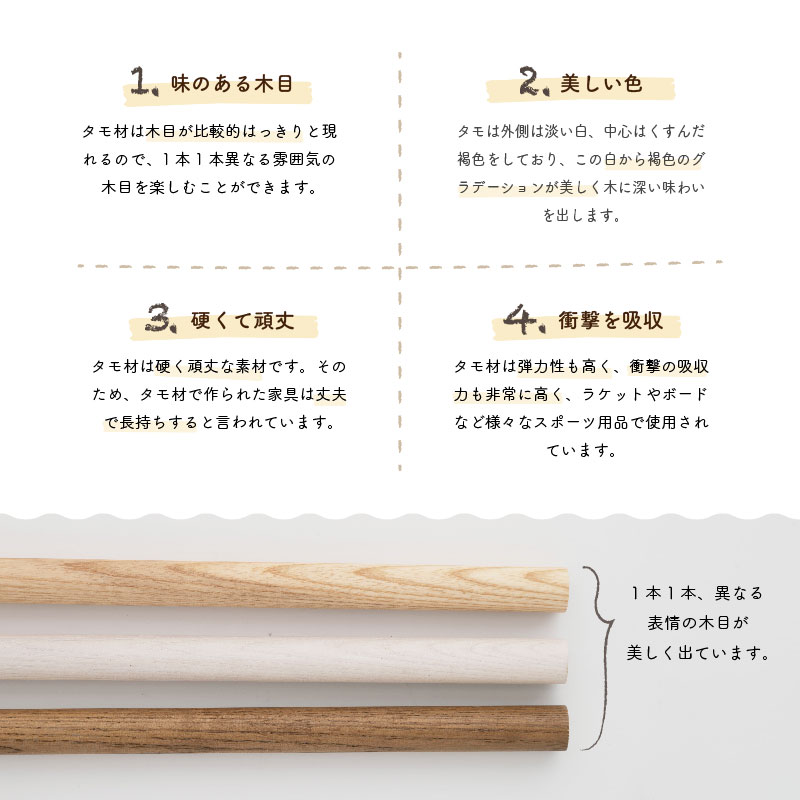 1. 味のある木目
タモ材は木目が比較的はっきりと現
れるので、1本1本異なる雰囲気の
木目を楽しむことができます。
2. 美しい色
タモは外側は淡い白、中心はくすんだ
褐色をしており、この白から褐色のグ
ラデーションが美しく木に深い味わい
を出します。
3. 硬くて頑丈
タモ材は硬く頑丈な素材です。その
ため、タモ材で作られた家具は丈夫
で長持ちすると言われています。
4. 衝撃を吸収
タモ材は弾力性も高く、衝撃の吸収
力も非常に高く、ラケットやボード
など様々なスポーツ用品で使用され
ています。
1本1本、異なる
表情の木目が
美しく出ています。